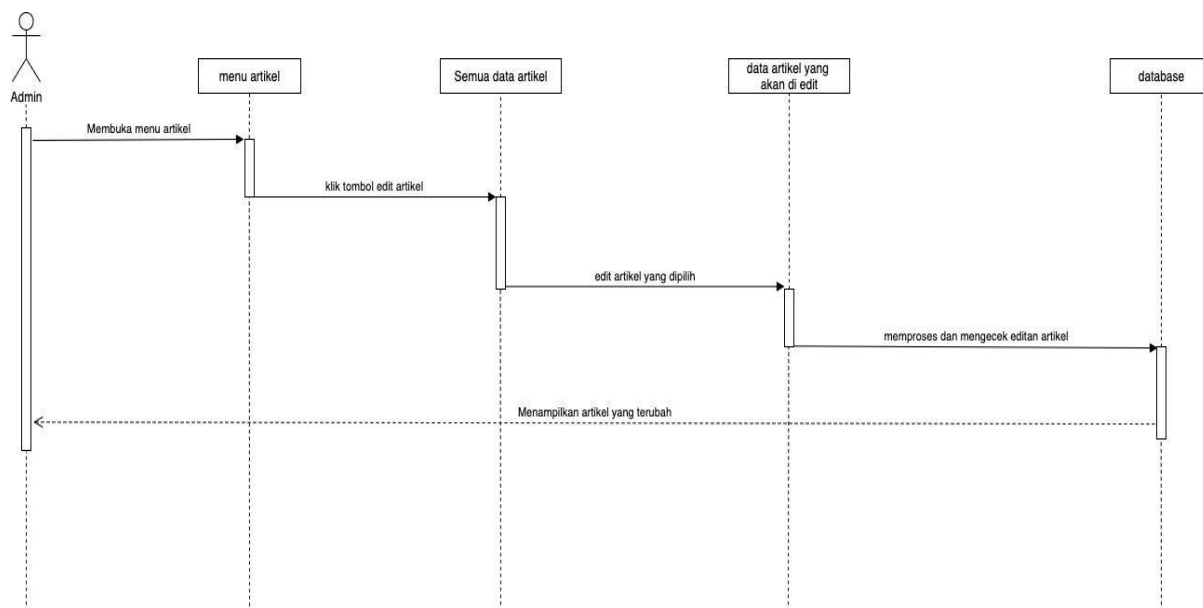 Admin
menu artikel
Semua data artikel
data artikel yang
akan di edit
database
Membuka menu artikel
klik tombol edit artikel
edit artikel yang dipilih
memproses dan mengecek editan artikel
Menampilkan artikel yang terubah